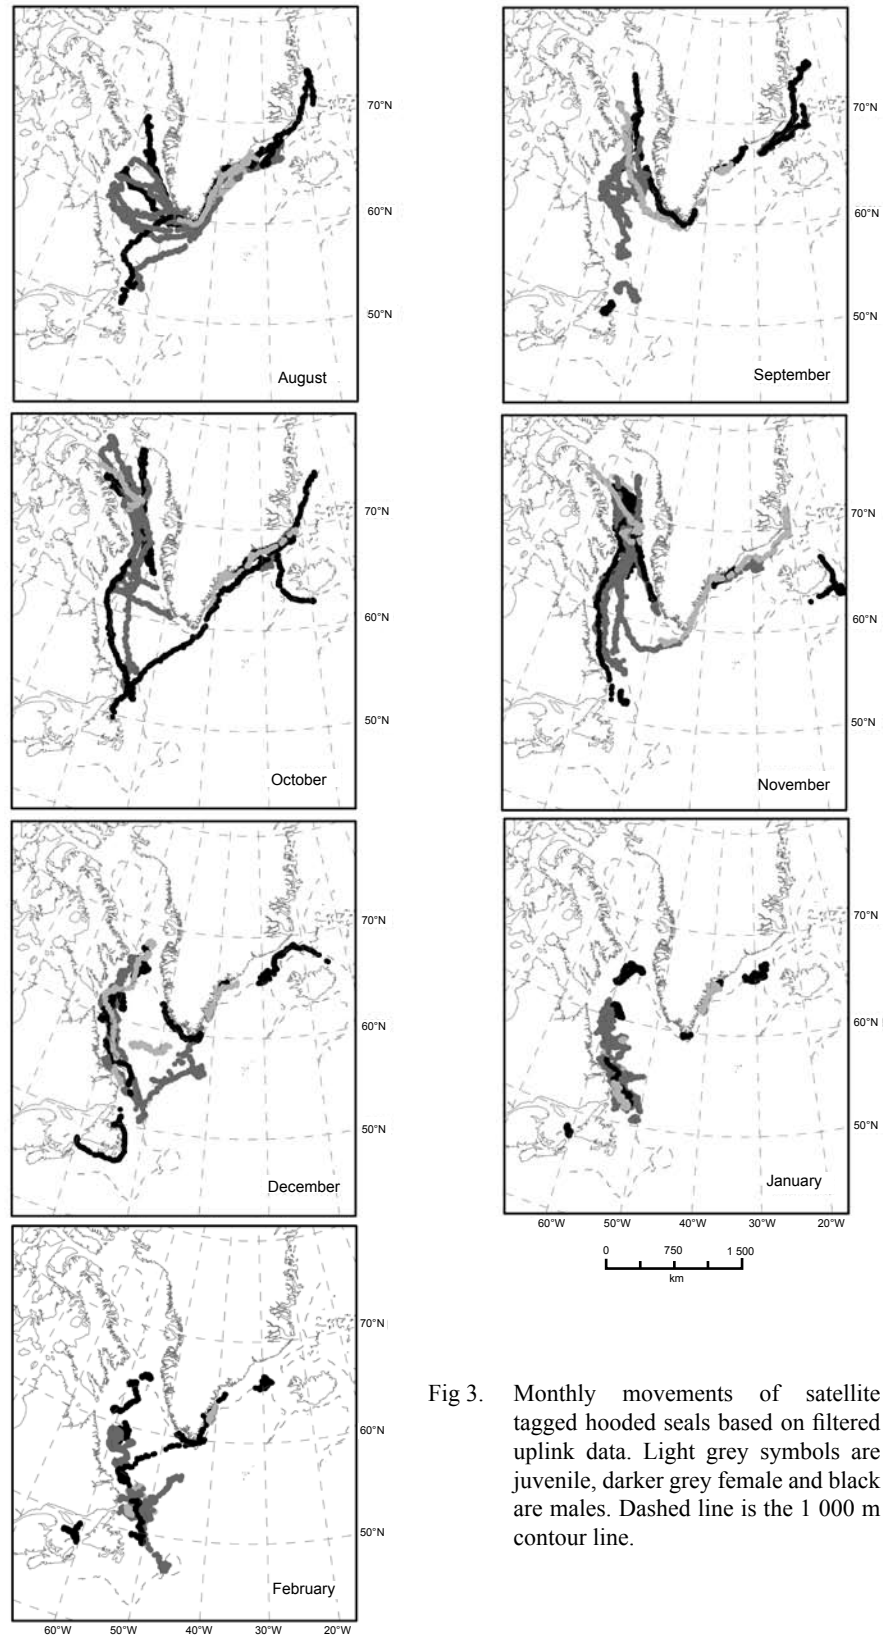 70°N
60°N
50°N
August
70°N
60°N
50°N
September
70°N
60°N
50°N
October
70°N
60°N
50°N
November
70°N
60°N
50°N
December
70°N
60°N
50°N
January
60°W 50°W 40°W 30°W 20°W
0 750 1 500
km
70°N
60°N
50°N
February
60°W 50°W 40°W 30°W 20°W
Fig 3. Monthly movements of satellite
tagged hooded seals based on filtered
uplink data. Light grey symbols are
juvenile, darker grey female and black
are males. Dashed line is the 1 000 m
contour line.